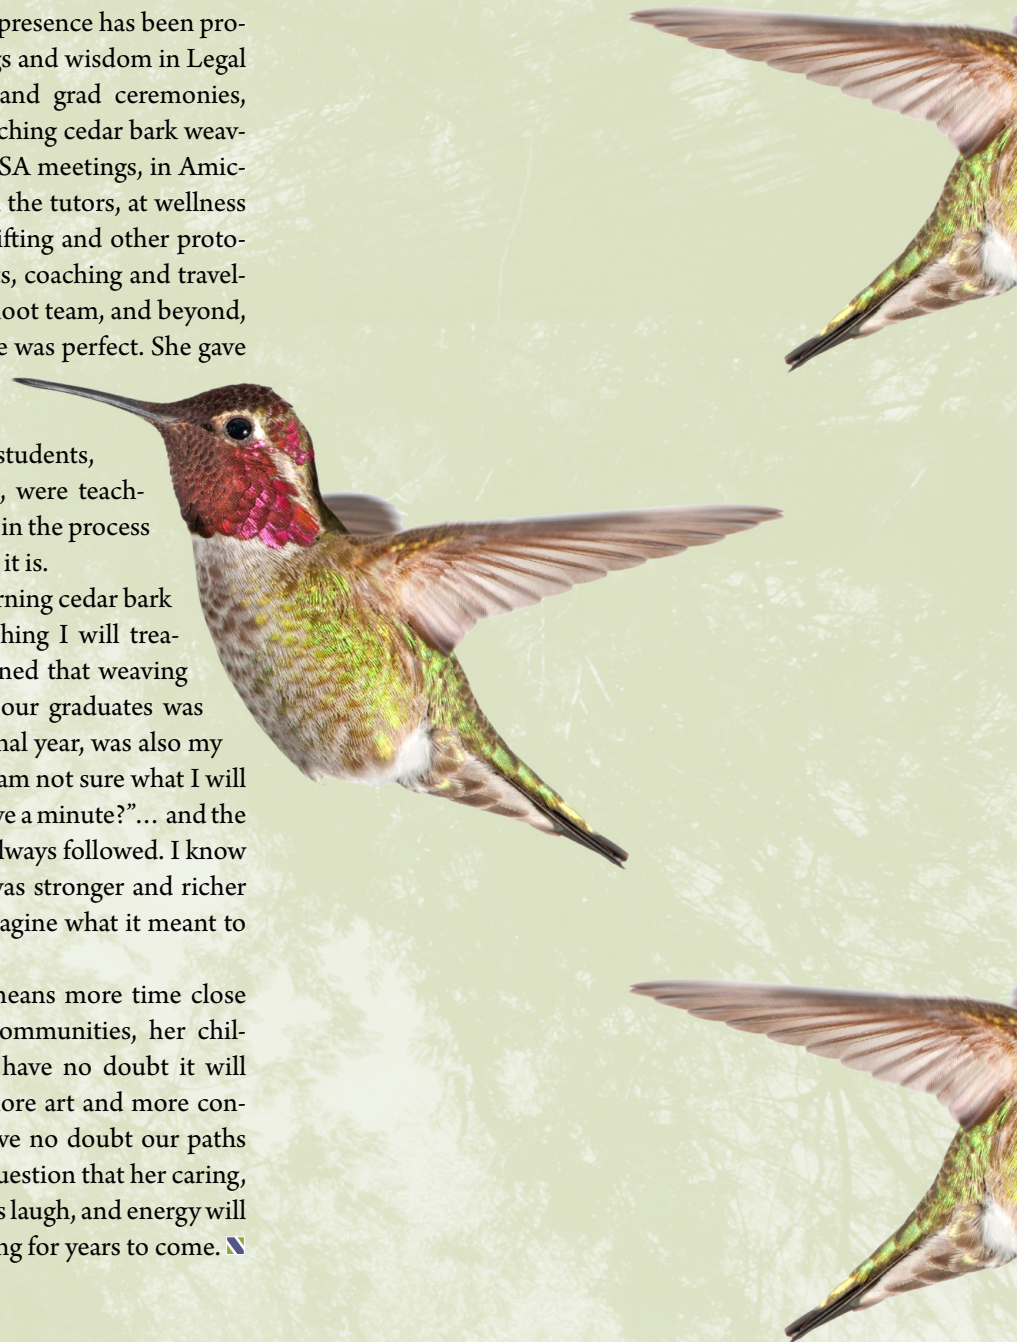 presence has been pro-
s and wisdom in Legal
and grad ceremonies,
ching cedar bark weav-
SA meetings, in Amic-
the tutors, at wellness
ifting and other proto-
s, coaching and travel-
oot team, and beyond,
e was perfect. She gave
students,
, were teach-
in the process
it is.
rning cedar bark
hing I will trea-
ned that weaving
our graduates was
nal year, was also my
am not sure what I will
ve a minute?”… and the
lways followed. I know
was stronger and richer
agine what it meant to
means more time close
ommunities, her chil-
have no doubt it will
ore art and more con-
ve no doubt our paths
uestion that her caring,
s laugh, and energy will
ng for years to come.